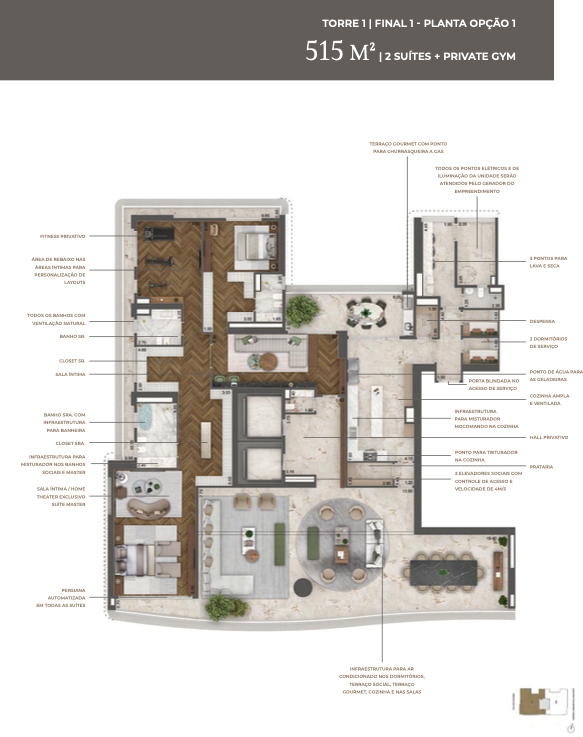 TORRE 1 | FINAL 1 - PLANTA OPÇÃO 1
515 M² | 2 SUÍTES + PRIVATE GYM
TERRAÇO GOURMET COM PONTO
PARA CHURRASQUEIRA A GAS
TODOS OS PONTOS ELÉTRICOS E DE
ILUMINAÇÃO DA UNIDADE SERÃO
ATENDIDOS PELO GERADOR DO
EMPREENDIMENTO
FITNESS PRIVATIVO
ÁREA DE REBAIXO NAS
ÁREAS ÍNTIMAS PARA
PERSONALIZAÇÃO DE
LAYOUTS
TODOS OS BANHOS COM
VENTILAÇÃO NATURAL
BANHO SR.
CLOSET SR.
SALA ÍNTIMA
BANHO SRA. COM
INFRAESTRUTURA
PARA BANHEIRA
CLOSET SRA.
INFRAESTRUTURA PARA
MISTURADOR NOS BANHOS
SOCIAIS E MASTER
SALA ÍNTIMA / HOME
THEATER EXCLUSIVO
SUÍTE MASTER
PERSIANA
AUTOMATIZADA
EM TODAS AS SUÍTES
2 PONTOS PARA
LAVA E SECA
DESPENSA
2 DORMITÓRIOS
DE SERVIÇO
PONTO DE ÁGUA PARA
AS GELADEIRAS
PORTA BLINDADA NO
ACESSO DE SERVIÇO
COZINHA AMPLA
E VENTILADA
INFRAESTRUTURA
PARA MISTURADOR
MOCOMANDO NA COZINHA
HALL PRIVATIVO
PONTO PARA TRITURADOR
NA COZINHA
PRATARIA
2 ELEVADORES SOCIAIS COM
CONTROLE DE ACESSO E
VELOCIDADE DE 4M/S
INFRAESTRUTURA PARA AR
CONDICIONADO NOS DORMITÓRIOS,
TERRAÇO SOCIAL, TERRAÇO
GOURMET, COZINHA E NAS SALAS